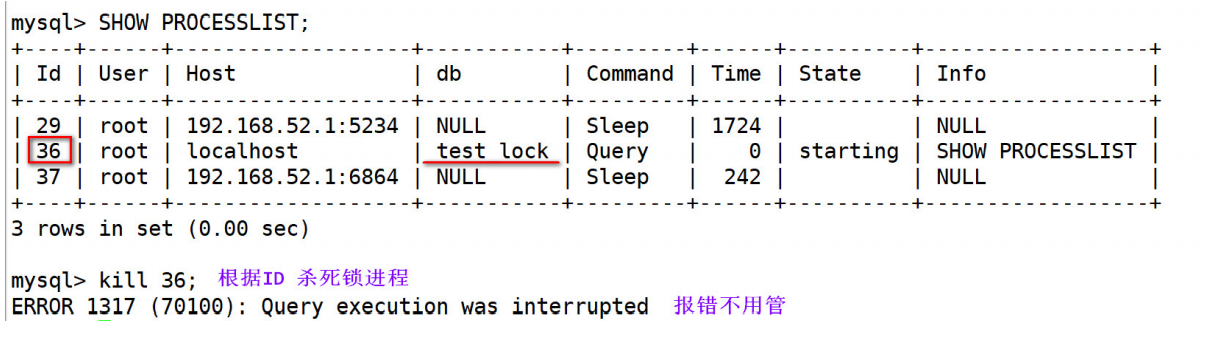 mysql> SHOW PROCESSLIST;
+----+------+-------------------+-----------+---------+------+----------+------------------+
| Id | User | Host              | db        | Command | Time | State    | Info             |
+----+------+-------------------+-----------+---------+------+----------+------------------+
| 29 | root | 192.168.52.1:5234 | NULL      | Sleep   | 1724 |          | NULL             |
| 36 | root | localhost         | test_lock | Query   |    0 | starting | SHOW PROCESSLIST |
| 37 | root | 192.168.52.1:6864 | NULL      | Sleep   |  242 |          | NULL             |
+----+------+-------------------+-----------+---------+------+----------+------------------+
3 rows in set (0.00 sec)
mysql> kill 36; 根据ID 杀死锁进程
ERROR 1317 (70100): Query execution was interrupted 报错不用管